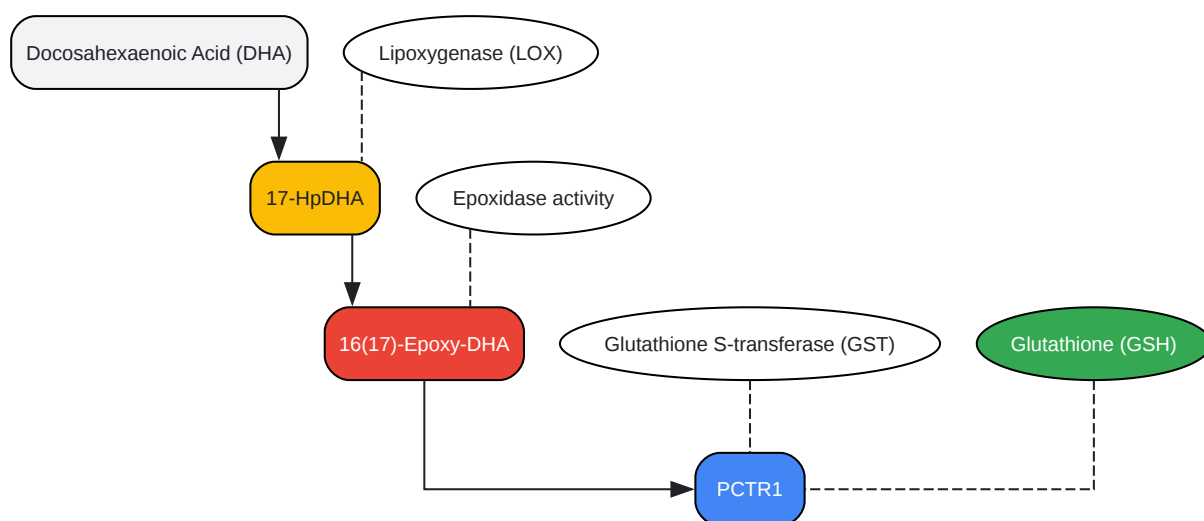 Docosahexaenoic Acid (DHA)
Lipoxygenase (LOX)
17-HpDHA
Epoxidase activity
16(17)-Epoxy-DHA
Glutathione S-transferase (GST)
Glutathione (GSH)
PCTR1